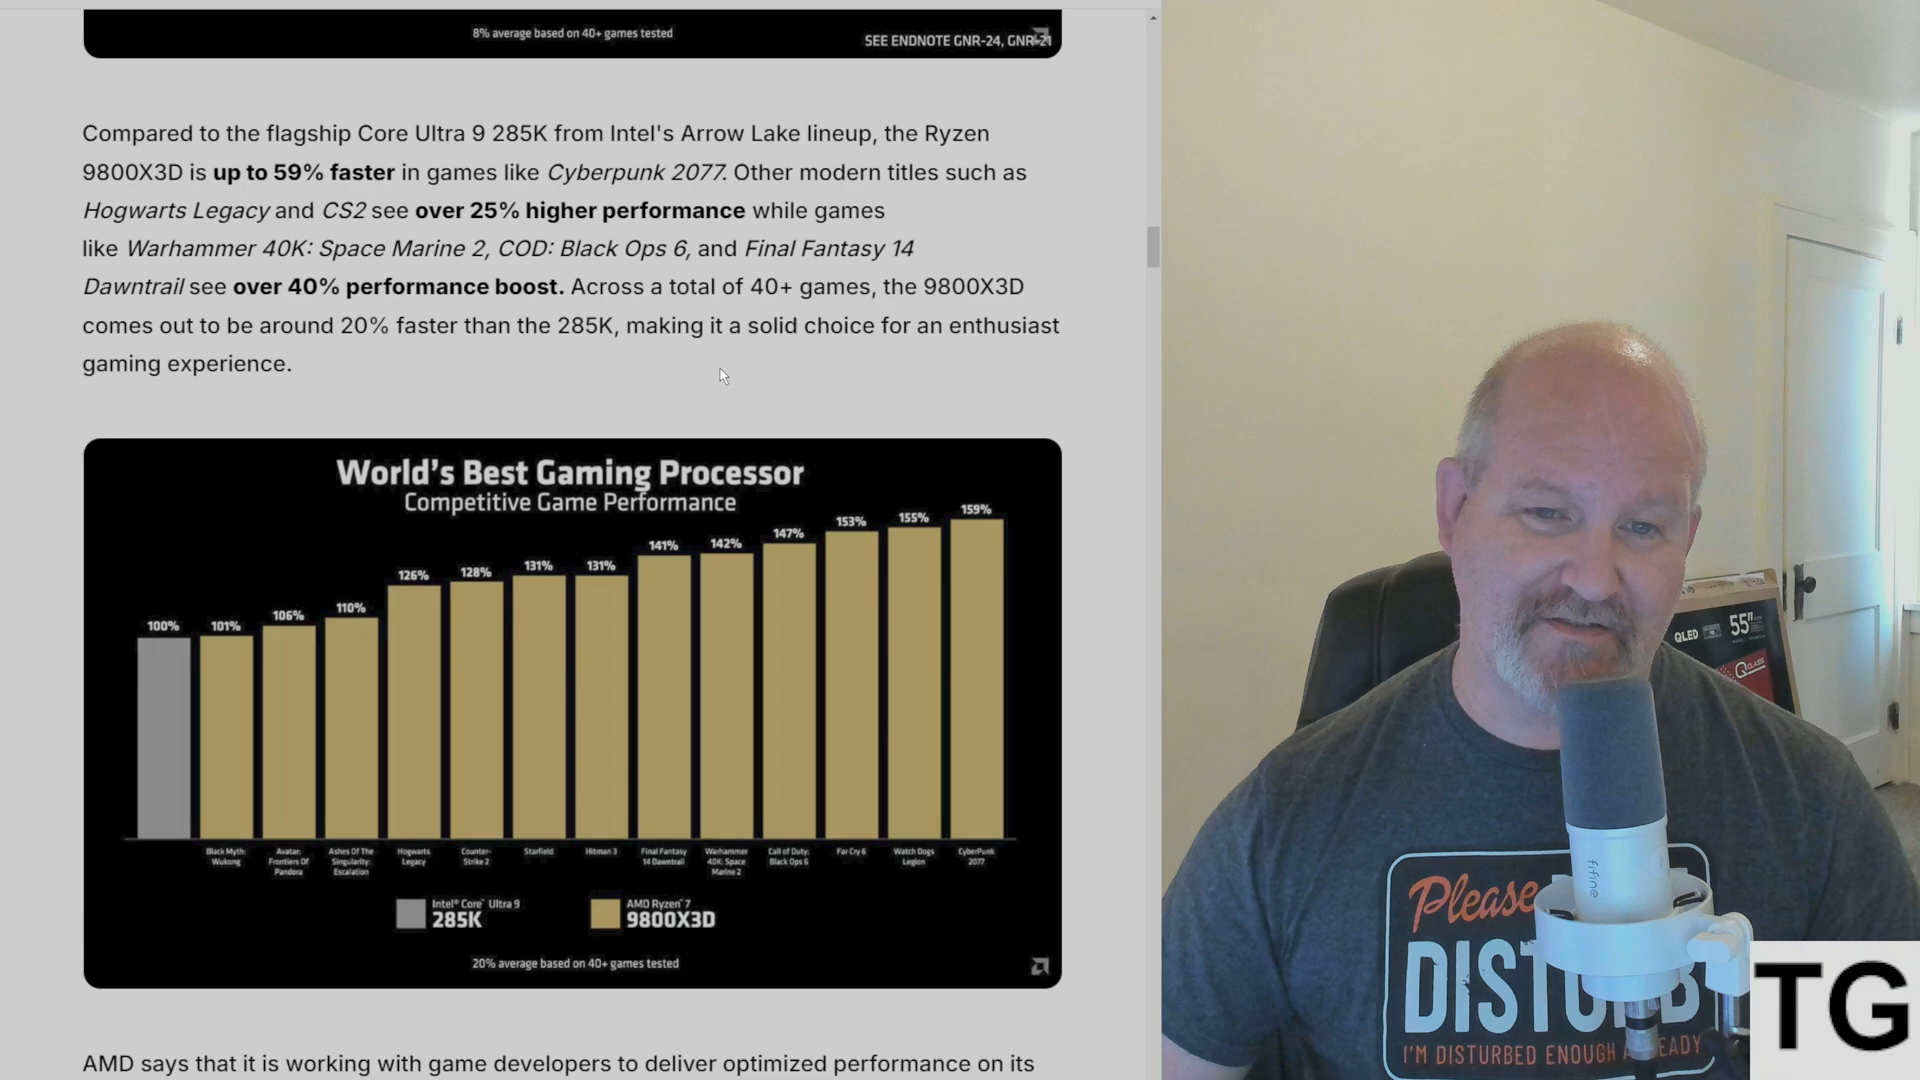 8% average based on 40+ games tested
SEE ENDNOTE GNR-24, GNR-21
Compared to the flagship Core Ultra 9 285K from Intel's Arrow Lake lineup, the Ryzen
9800X3D is up to 59% faster in games like Cyberpunk 2077. Other modern titles such as
Hogwarts Legacy and CS2 see over 25% higher performance while games
like Warhammer 40K: Space Marine 2, COD: Black Ops 6, and Final Fantasy 14
Dawntrail see over 40% performance boost. Across a total of 40+ games, the 9800X3D
comes out to be around 20% faster than the 285K, making it a solid choice for an enthusiast
gaming experience.
World's Best Gaming Processor
Competitive Game Performance
100% 101% 106% 110% 126% 128% 131% 131% 141% 142% 147% 153% 155% 159%
Black Myth: Wukong
Avatar: Frontiers Of Pandora
Ashes Of The Singularity: Escalation
Hogwarts Legacy
Counter-Strike 2
Starfield
Hitman 3
Final Fantasy 14 Dawntrail
Warhammer 40K: Space Marine 2
Call of Duty: Black Ops 6
Far Cry 6
Watch Dogs Legion
CyberPunk 2077
Intel® Core™ Ultra 9
285K
AMD Ryzen™ 7
9800X3D
20% average based on 40+ games tested
AMD says that it is working with game developers to deliver optimized performance on its
QLED
55"
Q CLASS
fifine
Please
I'M DISTURBED ENOUGH
TG